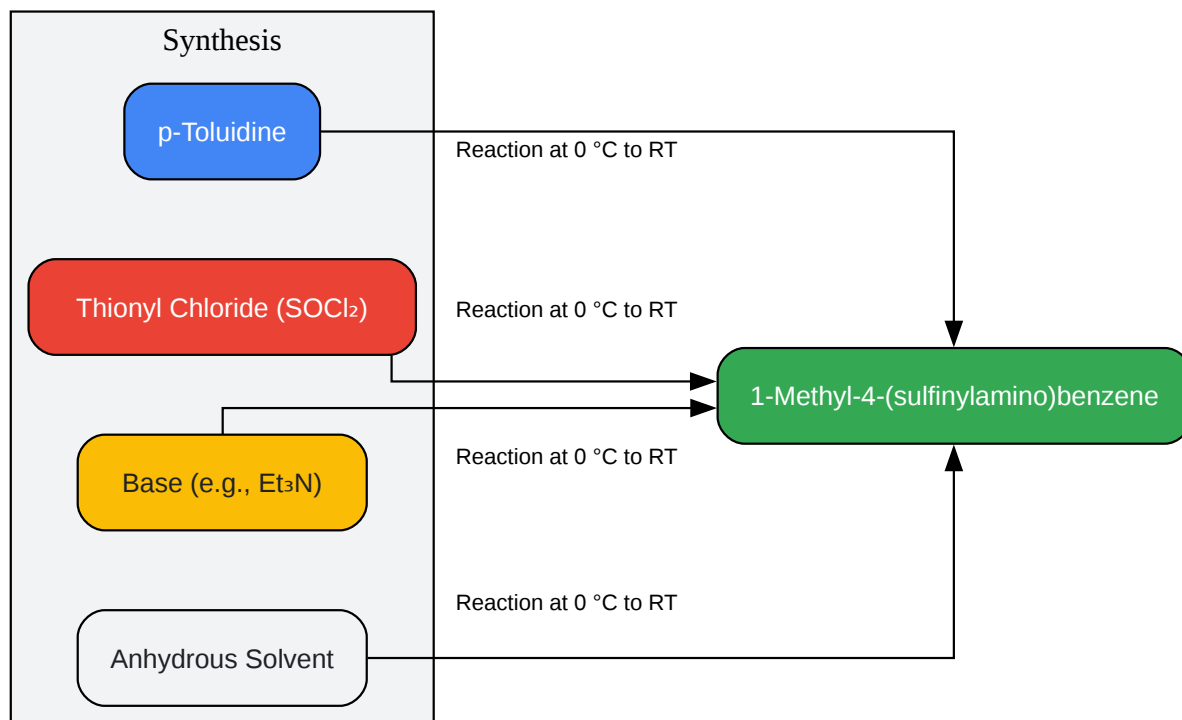 Synthesis
p-Toluidine
Reaction at 0 °C to RT
Thionyl Chloride (SOCl₂)
Reaction at 0 °C to RT
1-Methyl-4-(sulfinylamino)benzene
Base (e.g., Et₃N)
Reaction at 0 °C to RT
Anhydrous Solvent
Reaction at 0 °C to RT